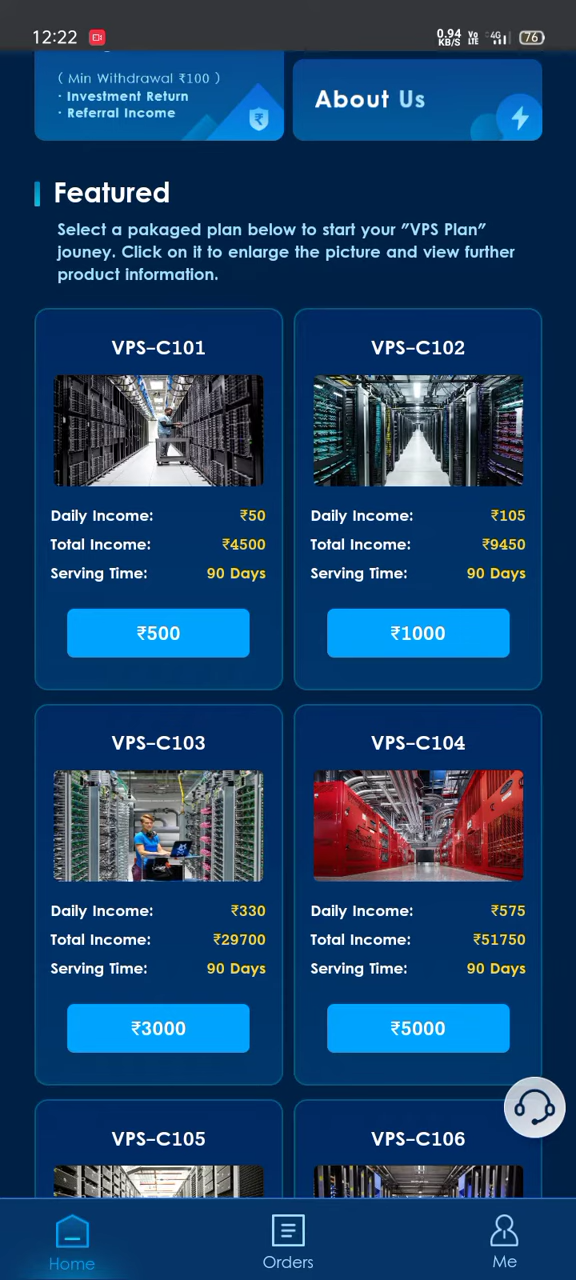 12:22
0.94 KB/S Vo LTE 4G 76
( Min Withdrawal ₹100 )
· Investment Return
· Referral Income
About Us
Featured
Select a pakaged plan below to start your "VPS Plan"
jouney. Click on it to enlarge the picture and view further
product information.
VPS-C101
Daily Income: ₹50
Total Income: ₹4500
Serving Time: 90 Days
₹500
VPS-C102
Daily Income: ₹105
Total Income: ₹9450
Serving Time: 90 Days
₹1000
VPS-C103
Daily Income: ₹330
Total Income: ₹29700
Serving Time: 90 Days
₹3000
VPS-C104
Daily Income: ₹575
Total Income: ₹51750
Serving Time: 90 Days
₹5000
VPS-C105
VPS-C106
Home
Orders
Me